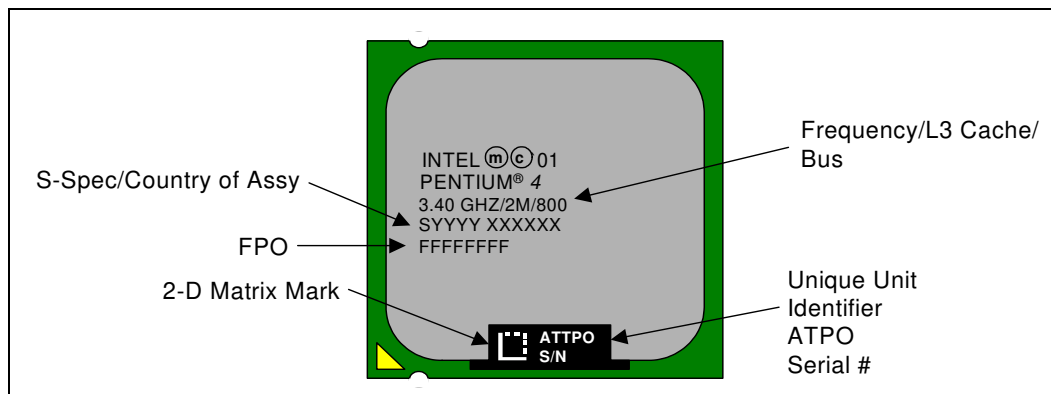 INTEL ⓜⓒ'01
PENTIUM® 4
3.40 GHZ/2M/800
SYYYY XXXXXX
FFFFFFFF
ATTPO
S/N
S-Spec/Country of Assy
FPO
2-D Matrix Mark
Frequency/L3 Cache/
Bus
Unique Unit
Identifier
ATPO
Serial #